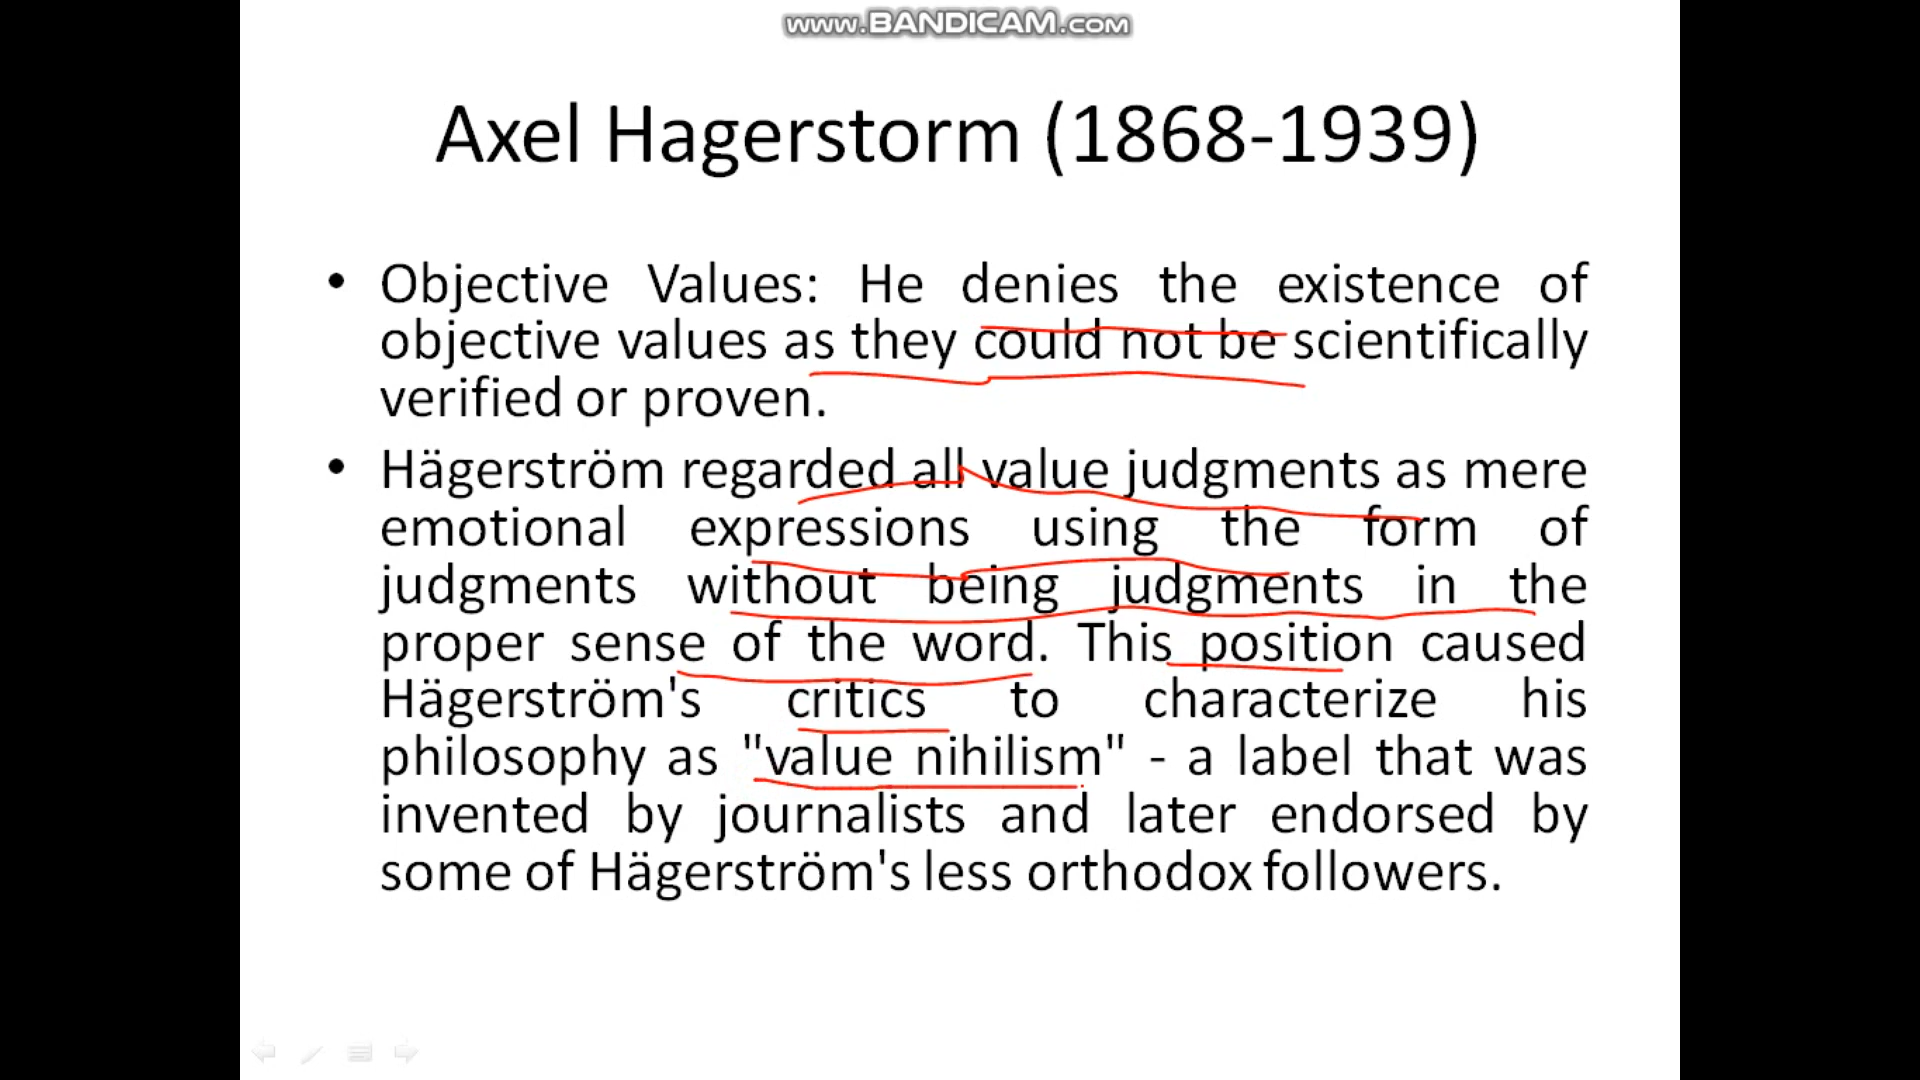 www.BANDICAM.com
Axel Hagerstorm (1868-1939)
• Objective Values: He denies the existence of
objective values as they could not be scientifically
verified or proven.
• Hägerström regarded all value judgments as mere
emotional expressions using the form of
judgments without being judgments in the
proper sense of the word. This position caused
Hägerström's critics to characterize his
philosophy as "value nihilism" - a label that was
invented by journalists and later endorsed by
some of Hägerström's less orthodox followers.